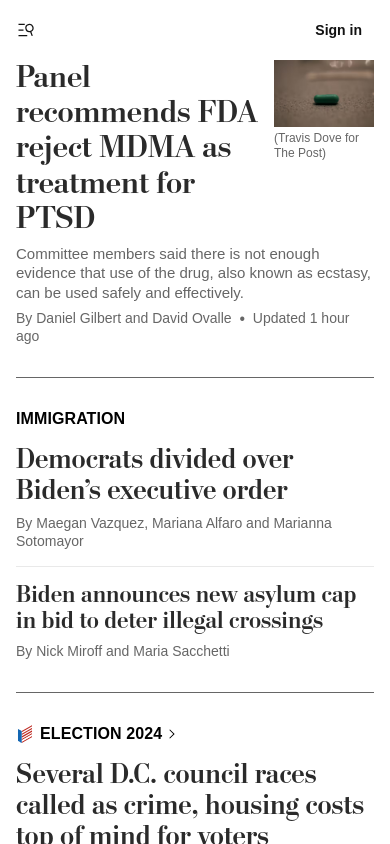 Sign in
Panel
recommends FDA
reject MDMA as
treatment for
PTSD
(Travis Dove for
The Post)
Committee members said there is not enough
evidence that use of the drug, also known as ecstasy,
can be used safely and effectively.
By Daniel Gilbert and David Ovalle • Updated 1 hour
ago
IMMIGRATION
Democrats divided over
Biden’s executive order
By Maegan Vazquez, Mariana Alfaro and Marianna
Sotomayor
Biden announces new asylum cap
in bid to deter illegal crossings
By Nick Miroff and Maria Sacchetti
ELECTION 2024
Several D.C. council races
called as crime, housing costs
top of mind for voters